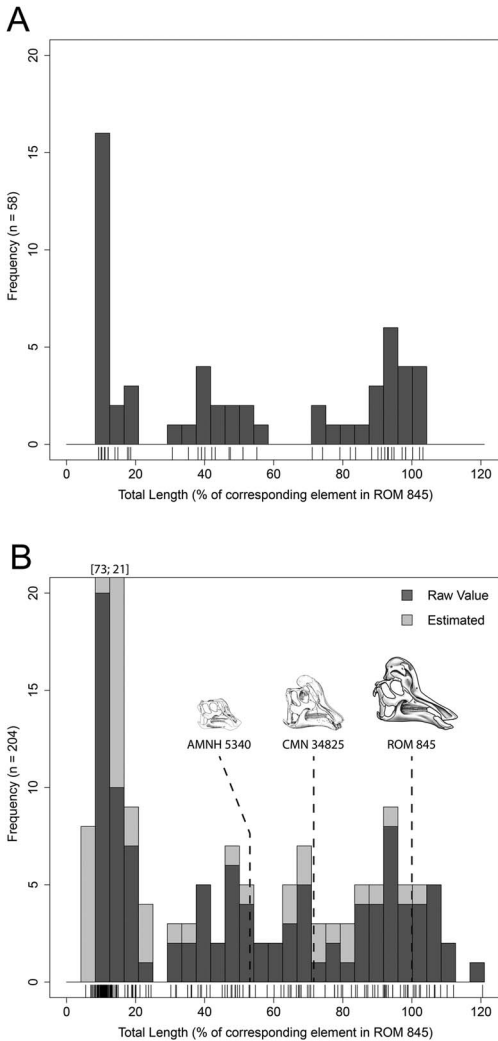 A
20
15
10
5
0
Frequency (n = 58)
0 20 40 60 80 100 120
Total Length (% of corresponding element in ROM 845)
B
[73; 21]
20
15
10
5
0
Frequency (n = 204)
Raw Value
Estimated
AMNH 5340
CMN 34825
ROM 845
0 20 40 60 80 100 120
Total Length (% of corresponding element in ROM 845)